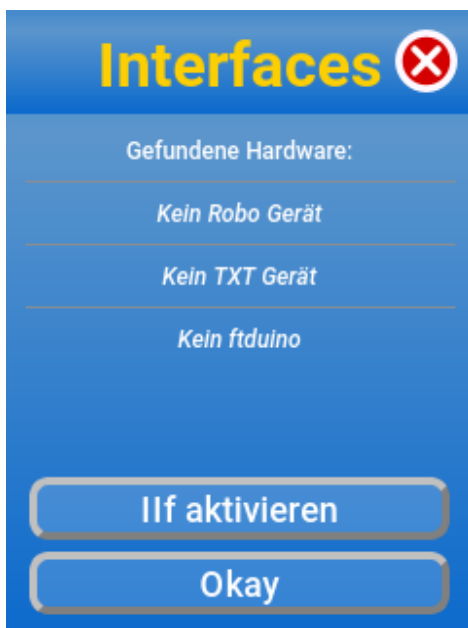 Interfaces
Gefundene Hardware:
Kein Robo Gerät
Kein TXT Gerät
Kein ftduino
IIf aktivieren
Okay